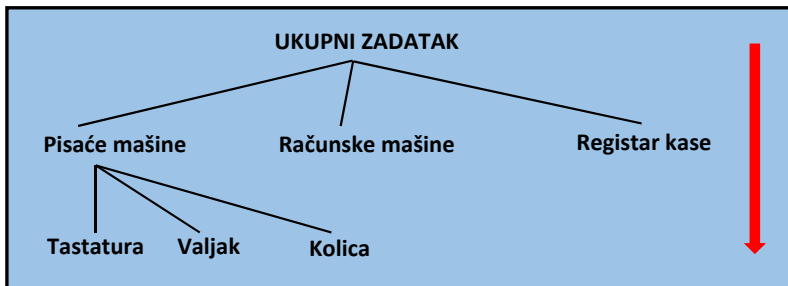 UKUPNI ZADATAK
Pisaće mašine Računske mašine Registar kase
Tastatura Valjak Kolica